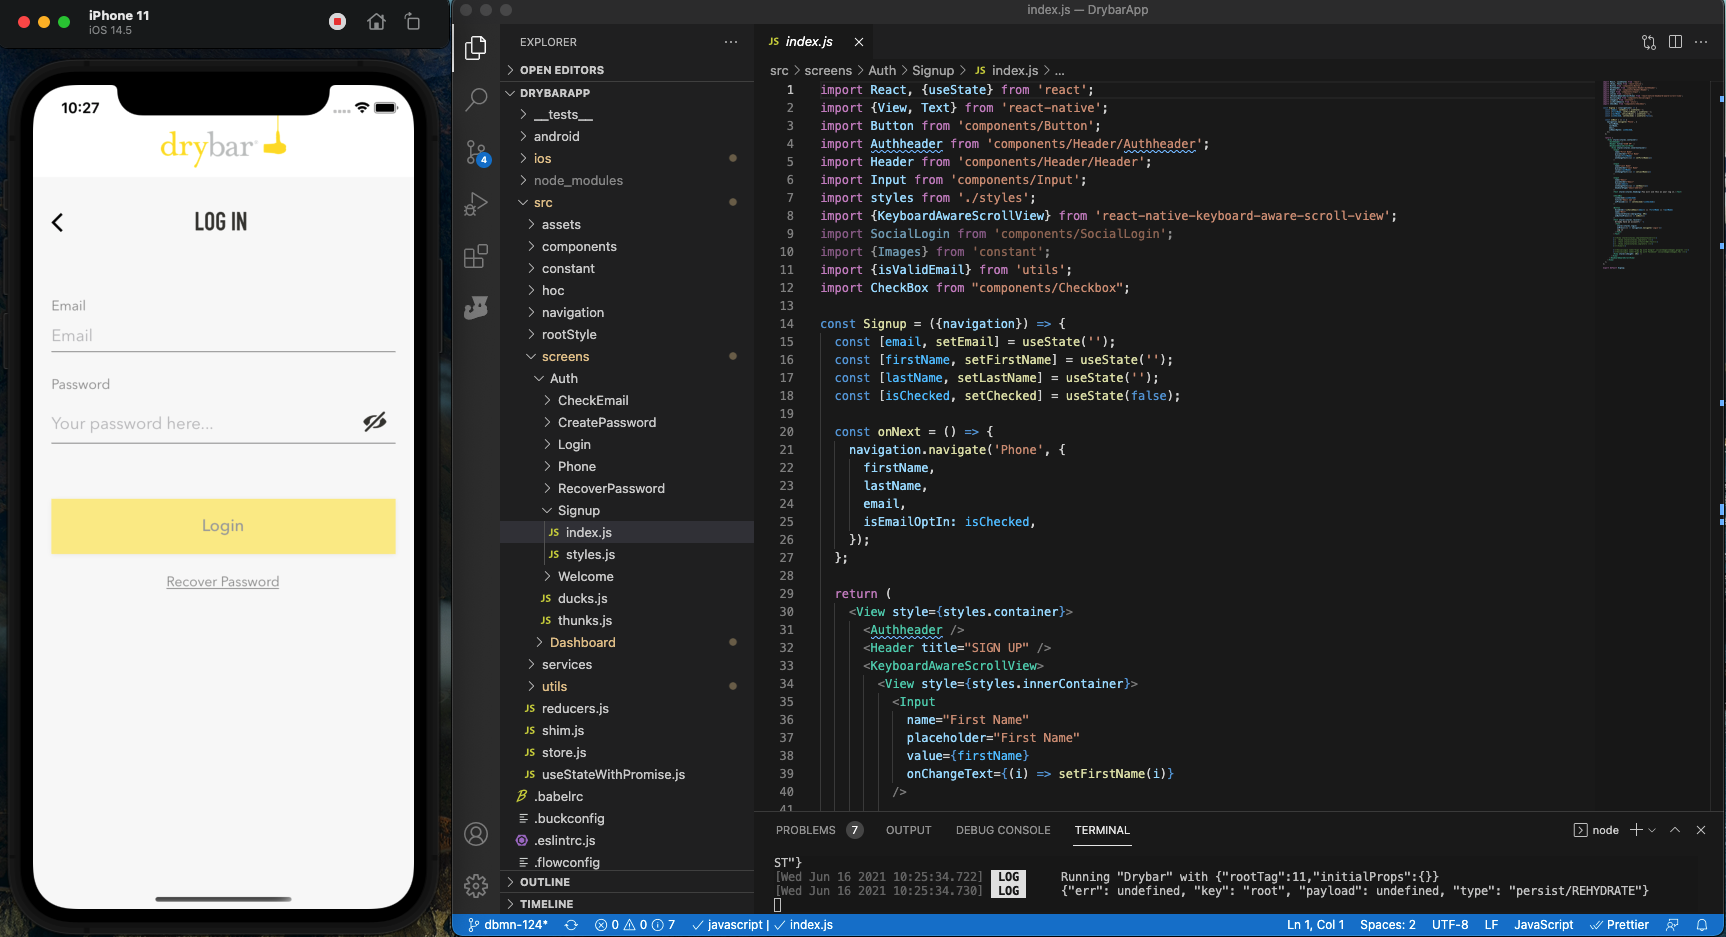 iPhone 11
iOS 14.5
10:27
drybar
LOG IN
Email
Email
Password
Your password here...
Login
Recover Password
index.js — DrybarApp
EXPLORER
OPEN EDITORS
DRYBARAPP
__tests__
android
ios
node_modules
src
assets
components
constant
hoc
navigation
rootStyle
screens
Auth
CheckEmail
CreatePassword
Login
Phone
RecoverPassword
Signup
JS index.js
JS styles.js
Welcome
JS ducks.js
JS thunks.js
Dashboard
services
utils
JS reducers.js
JS shim.js
JS store.js
JS useStateWithPromise.js
.babelrc
.buckconfig
.eslintrc.js
.flowconfig
OUTLINE
TIMELINE
4
JS index.js
src > screens > Auth > Signup > JS index.js > ...
1 import React, {useState} from 'react';
2 import {View, Text} from 'react-native';
3 import Button from 'components/Button';
4 import Authheader from 'components/Header/Authheader';
5 import Header from 'components/Header/Header';
6 import Input from 'components/Input';
7 import styles from './styles';
8 import {KeyboardAwareScrollView} from 'react-native-keyboard-aware-scroll-view';
9 import SocialLogin from 'components/SocialLogin';
10 import {Images} from 'constant';
11 import {isValidEmail} from 'utils';
12 import CheckBox from "components/Checkbox";
13
14 const Signup = ({navigation}) => {
15 const [email, setEmail] = useState('');
16 const [firstName, setFirstName] = useState('');
17 const [lastName, setLastName] = useState('');
18 const [isChecked, setChecked] = useState(false);
19
20 const onNext = () => {
21 navigation.navigate('Phone', {
22 firstName,
23 lastName,
24 email,
25 isEmailOptIn: isChecked,
26 });
27 };
28
29 return (
30 <View style={styles.container}>
31 <Authheader />
32 <Header title="SIGN UP" />
33 <KeyboardAwareScrollView>
34 <View style={styles.innerContainer}>
35 <Input
36 name="First Name"
37 placeholder="First Name"
38 value={firstName}
39 onChangeText={(i) => setFirstName(i)}
40 />
41
PROBLEMS 7 OUTPUT DEBUG CONSOLE TERMINAL node
ST"}
[Wed Jun 16 2021 10:25:34.722] LOG Running "Drybar" with {"rootTag":11,"initialProps":{}}
[Wed Jun 16 2021 10:25:34.730] LOG {"err": undefined, "key": "root", "payload": undefined, "type": "persist/REHYDRATE"}
dbmn-124* 0 0 7 javascript | index.js Ln 1, Col 1 Spaces: 2 UTF-8 LF JavaScript Prettier